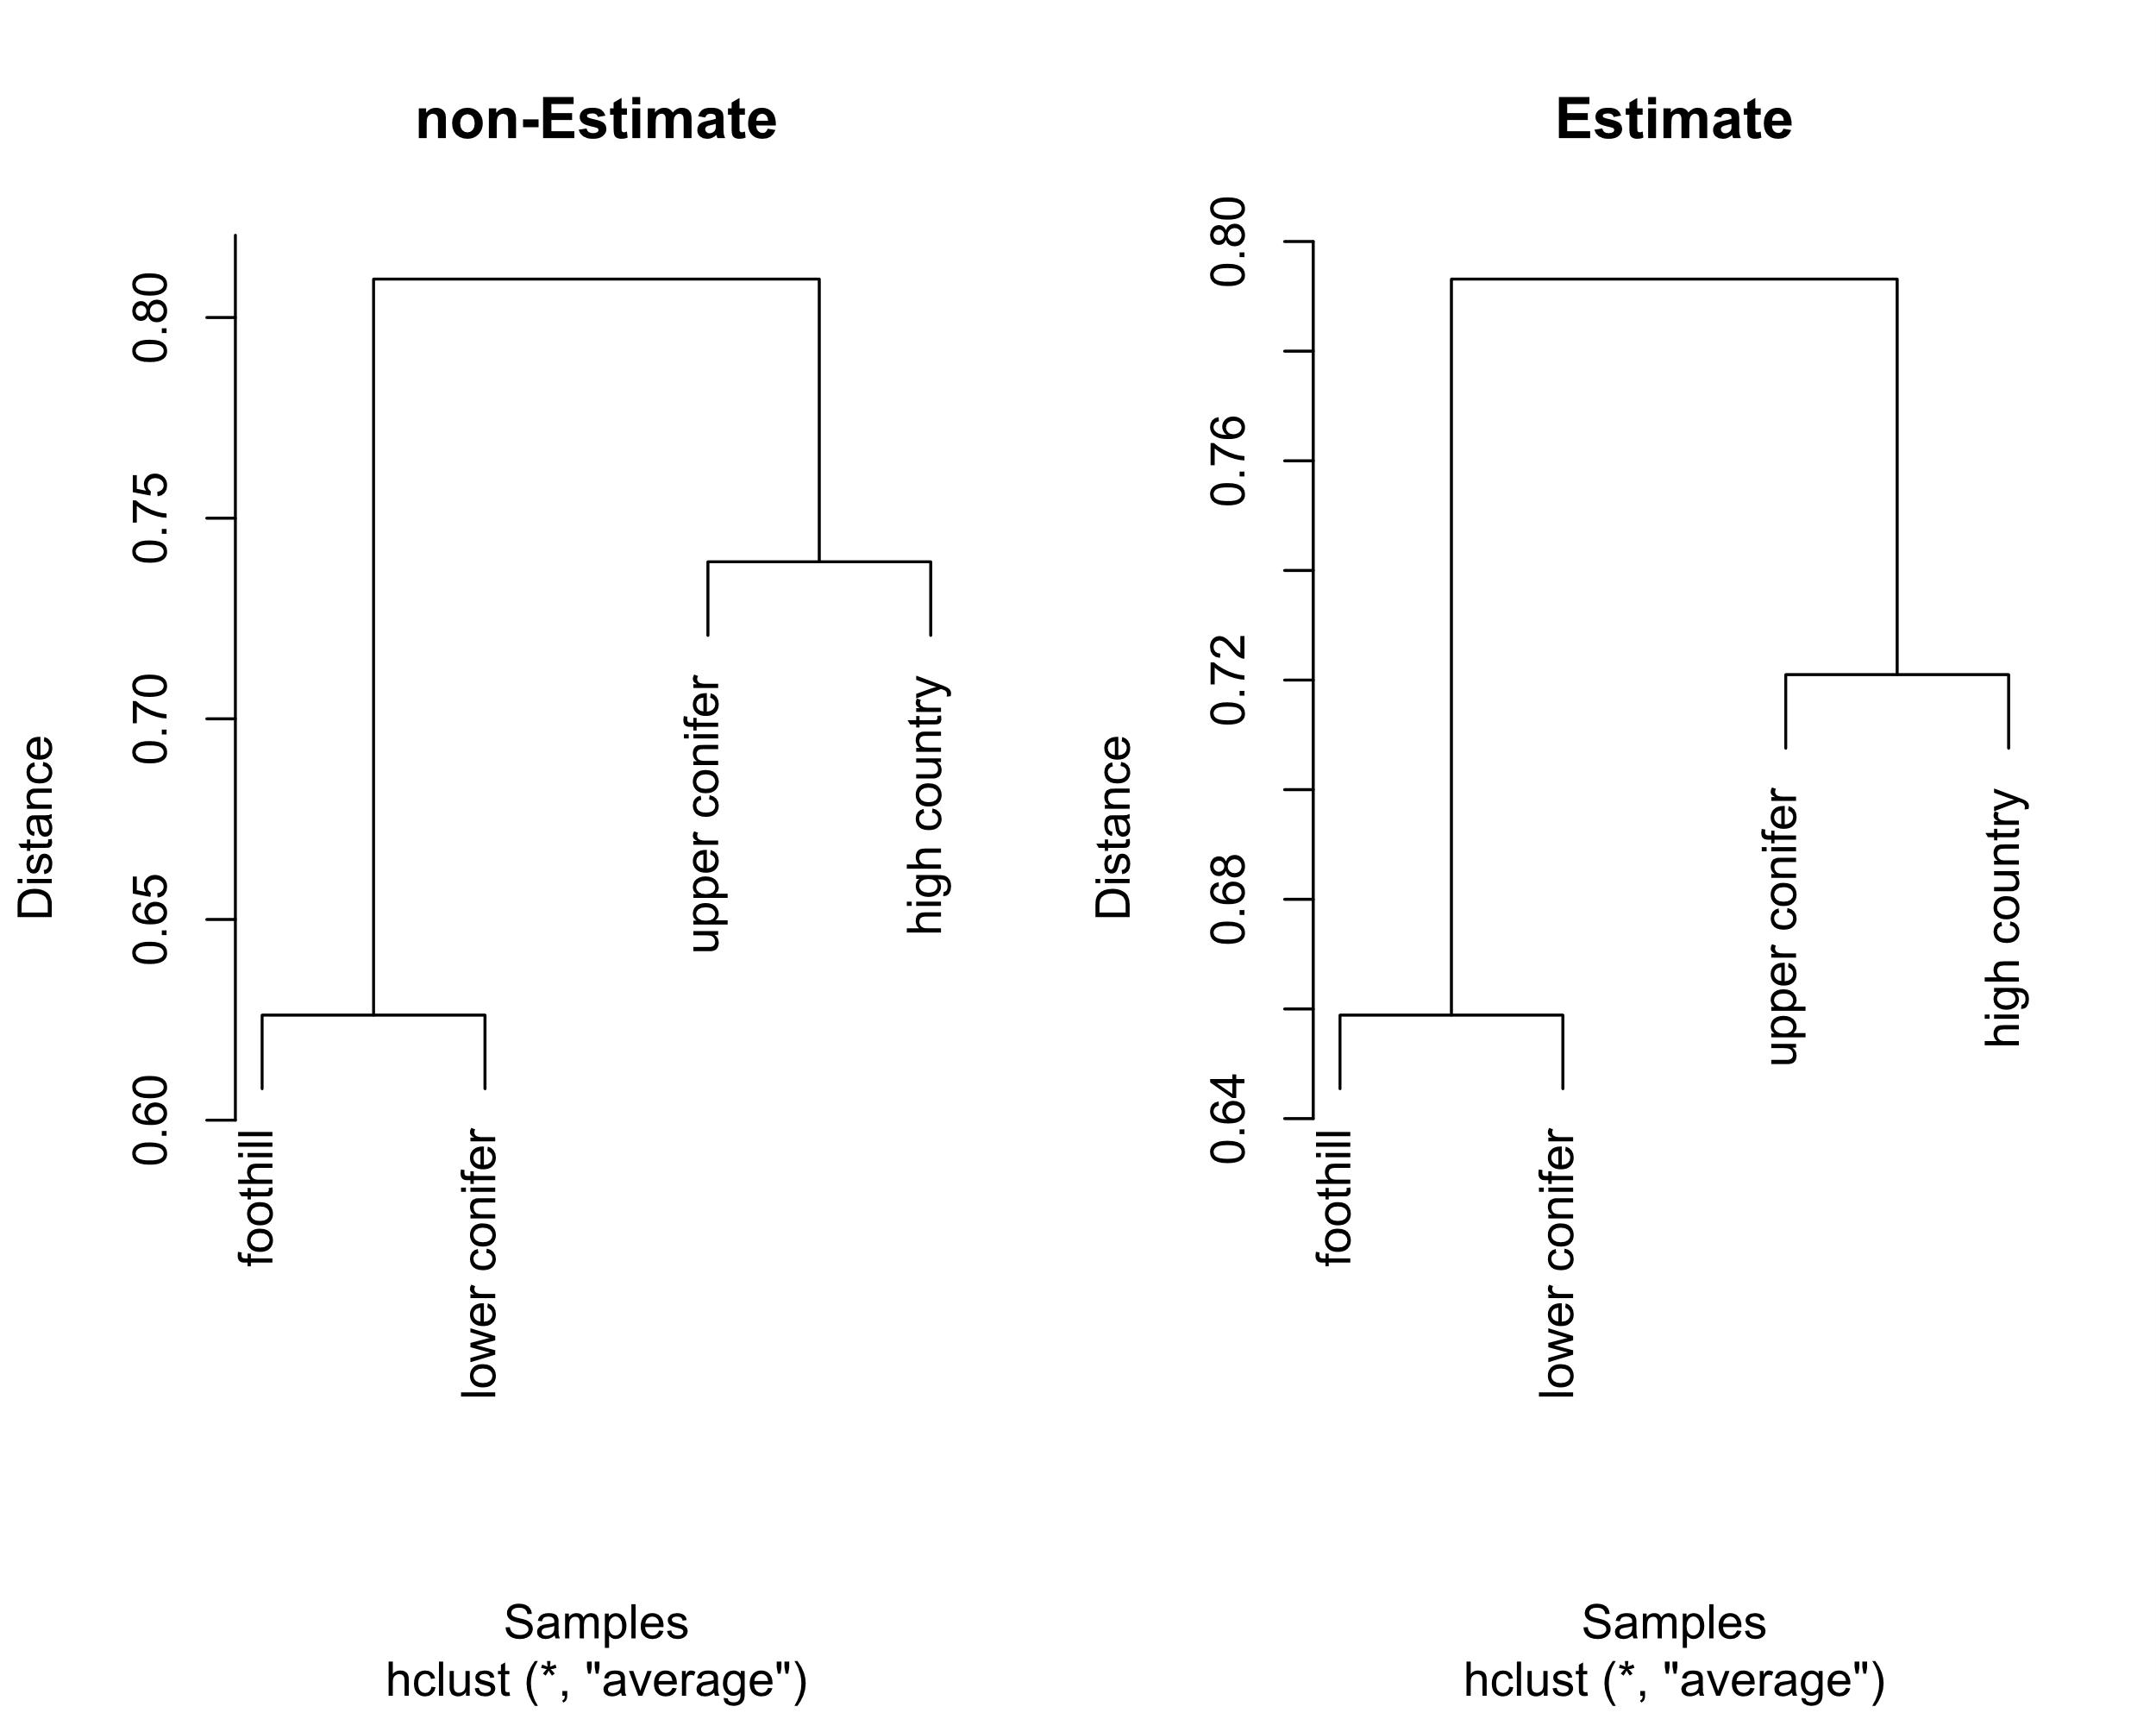 non-Estimate
Distance
0.80
0.75
0.70
0.65
0.60
foothill
lower conifer
upper conifer
high country
Samples
hclust (*, "average")
Estimate
Distance
0.80
0.76
0.72
0.68
0.64
foothill
lower conifer
upper conifer
high country
Samples
hclust (*, "average")